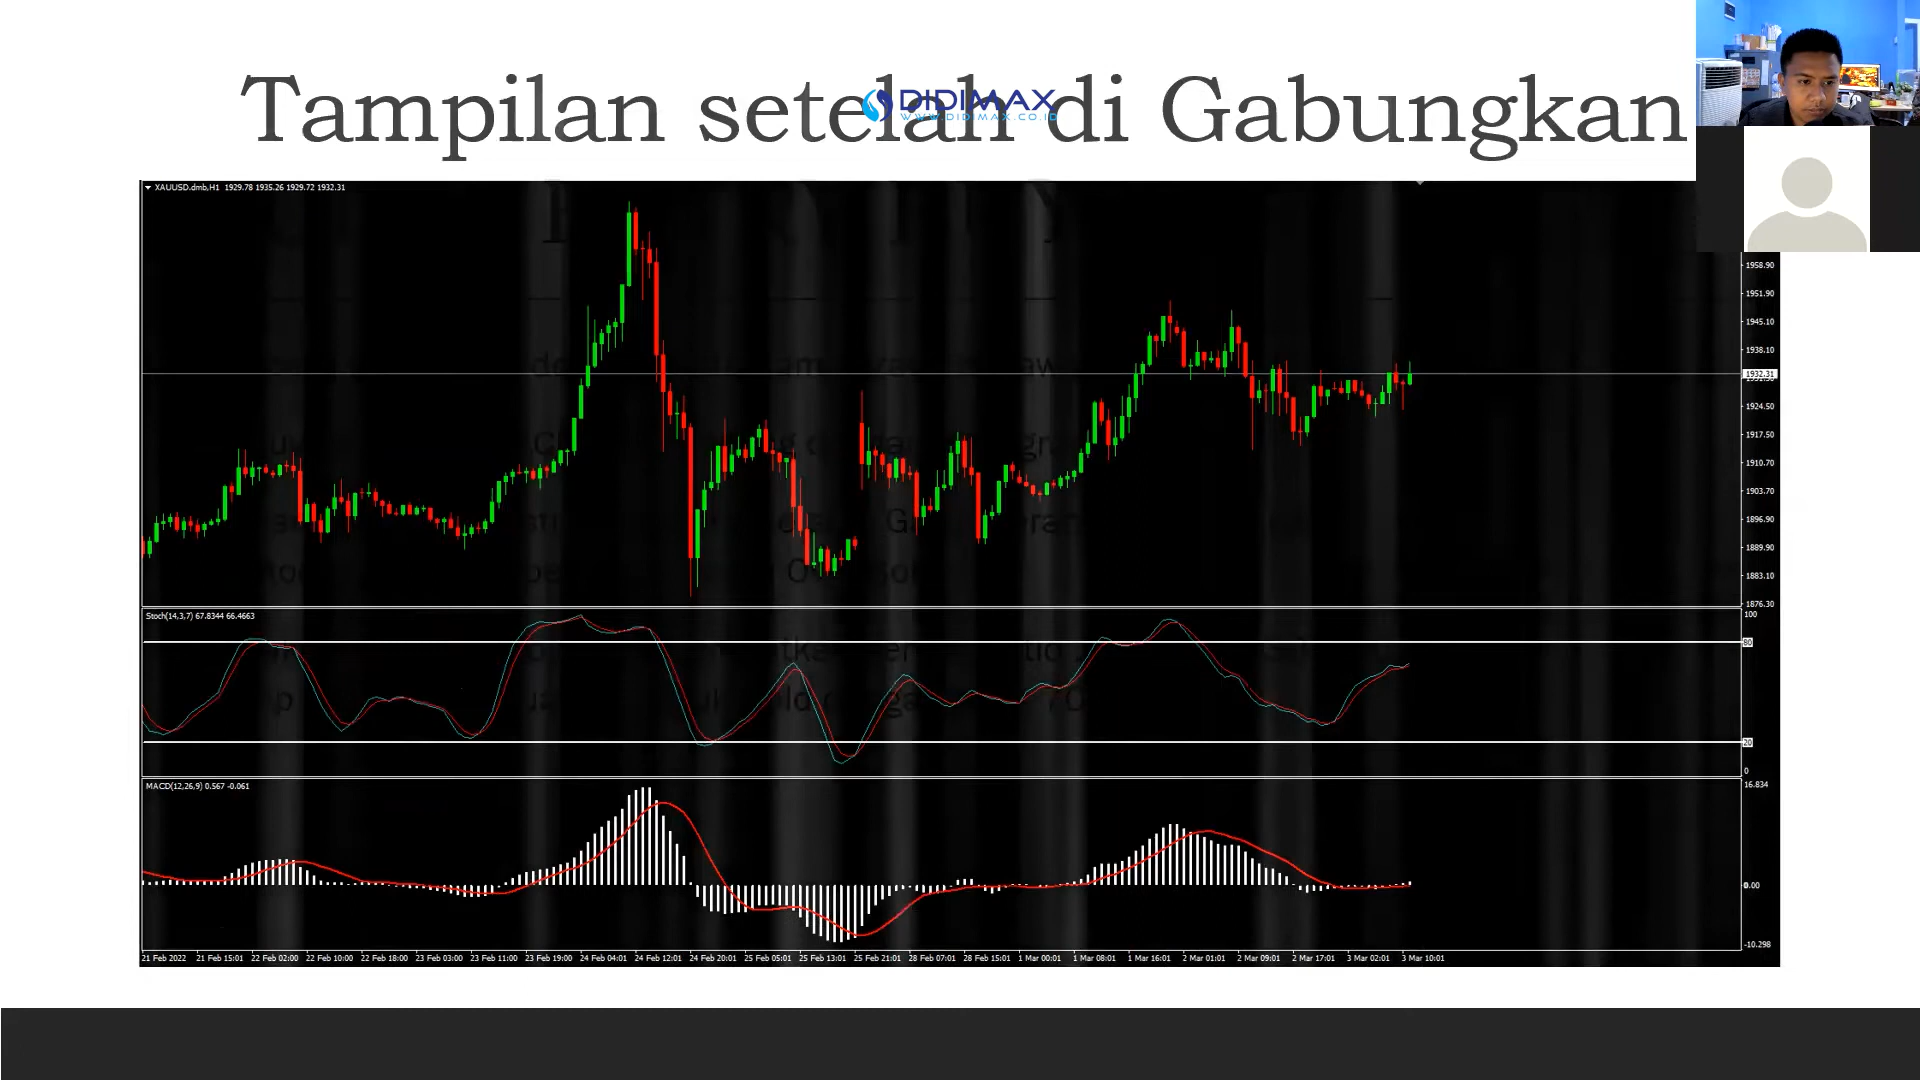 Tampilan setelah di Gabungkan
DIDIMAX
WWW.DIDIMAX.CO.ID
XAUUSD.dmb,H1 1929.78 1935.26 1929.72 1932.31
1958.90
1951.90
1945.10
1938.10
1932.31
1924.50
1917.50
1910.70
1903.70
1896.90
1889.90
1883.10
1876.30
Stoch(14,3,7) 67.8344 66.4663
100
80
20
0
MACD(12,26,9) 0.567 -0.061
16.834
0.00
-10.298
21 Feb 2022 21 Feb 15:01 22 Feb 02:00 22 Feb 10:00 22 Feb 18:00 23 Feb 03:00 23 Feb 11:00 23 Feb 19:00 24 Feb 04:01 24 Feb 12:01 24 Feb 20:01 25 Feb 05:01 25 Feb 13:01 25 Feb 21:01 28 Feb 07:01 28 Feb 15:01 1 Mar 00:01 1 Mar 08:01 1 Mar 16:01 2 Mar 01:01 2 Mar 09:01 2 Mar 17:01 3 Mar 02:01 3 Mar 10:01